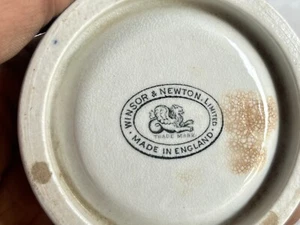 WINSOR & NEWTON, LIMITED
TRADE MARK
· MADE IN ENGLAND ·